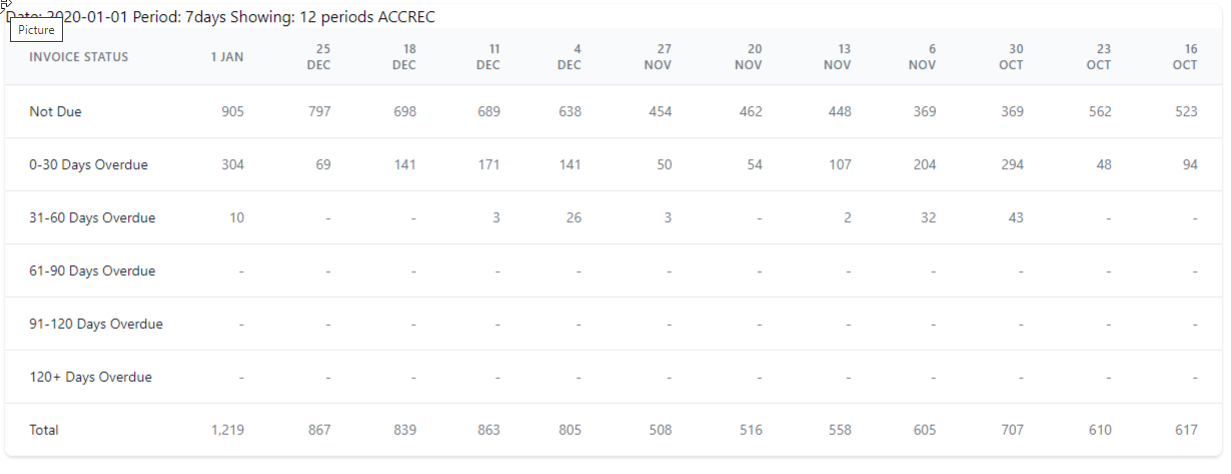 Date: 2020-01-01 Period: 7days Showing: 12 periods ACCREC
Picture
INVOICE STATUS 1 JAN 25 DEC 18 DEC 11 DEC 4 DEC 27 NOV 20 NOV 13 NOV 6 NOV 30 OCT 23 OCT 16 OCT
Not Due 905 797 698 689 638 454 462 448 369 369 562 523
0-30 Days Overdue 304 69 141 171 141 50 54 107 204 294 48 94
31-60 Days Overdue 10 - - 3 26 3 - 2 32 43 - -
61-90 Days Overdue - - - - - - - - - - - -
91-120 Days Overdue - - - - - - - - - - - -
120+ Days Overdue - - - - - - - - - - - -
Total 1,219 867 839 863 805 508 516 558 605 707 610 617